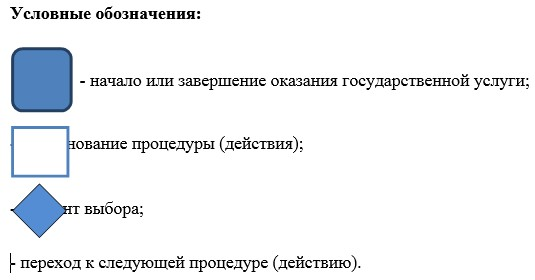 Условные обозначения:
- начало или завершение оказания государственной услуги;
процедуры (действия);
выбора;
- переход к следующей процедуре (действию).